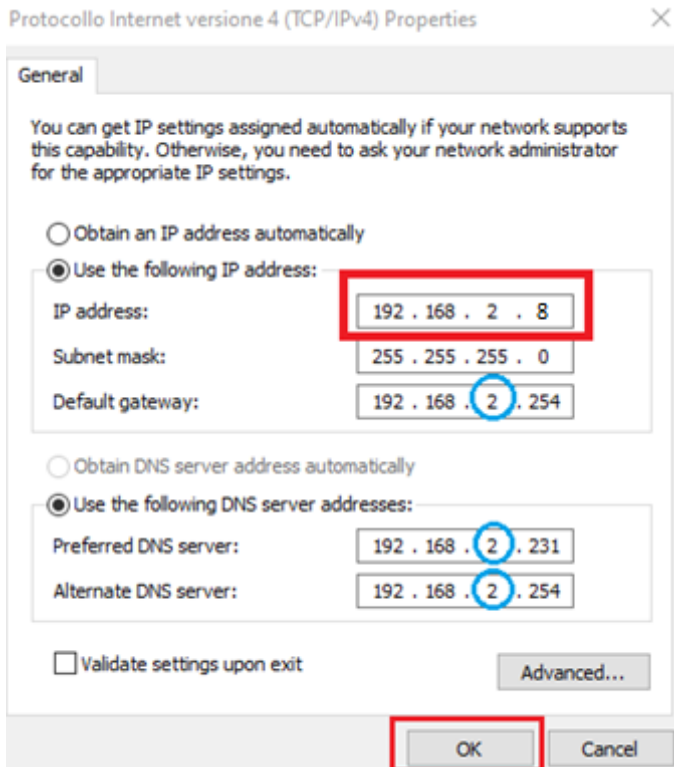 Protocollo Internet versione 4 (TCP/IPv4) Properties
General
You can get IP settings assigned automatically if your network supports
this capability. Otherwise, you need to ask your network administrator
for the appropriate IP settings.
Obtain an IP address automatically
Use the following IP address:
IP address: 192 . 168 . 2 . 8
Subnet mask: 255 . 255 . 255 . 0
Default gateway: 192 . 168 . 2 . 254
Obtain DNS server address automatically
Use the following DNS server addresses:
Preferred DNS server: 192 . 168 . 2 . 231
Alternate DNS server: 192 . 168 . 2 . 254
Validate settings upon exit
Advanced...
OK Cancel